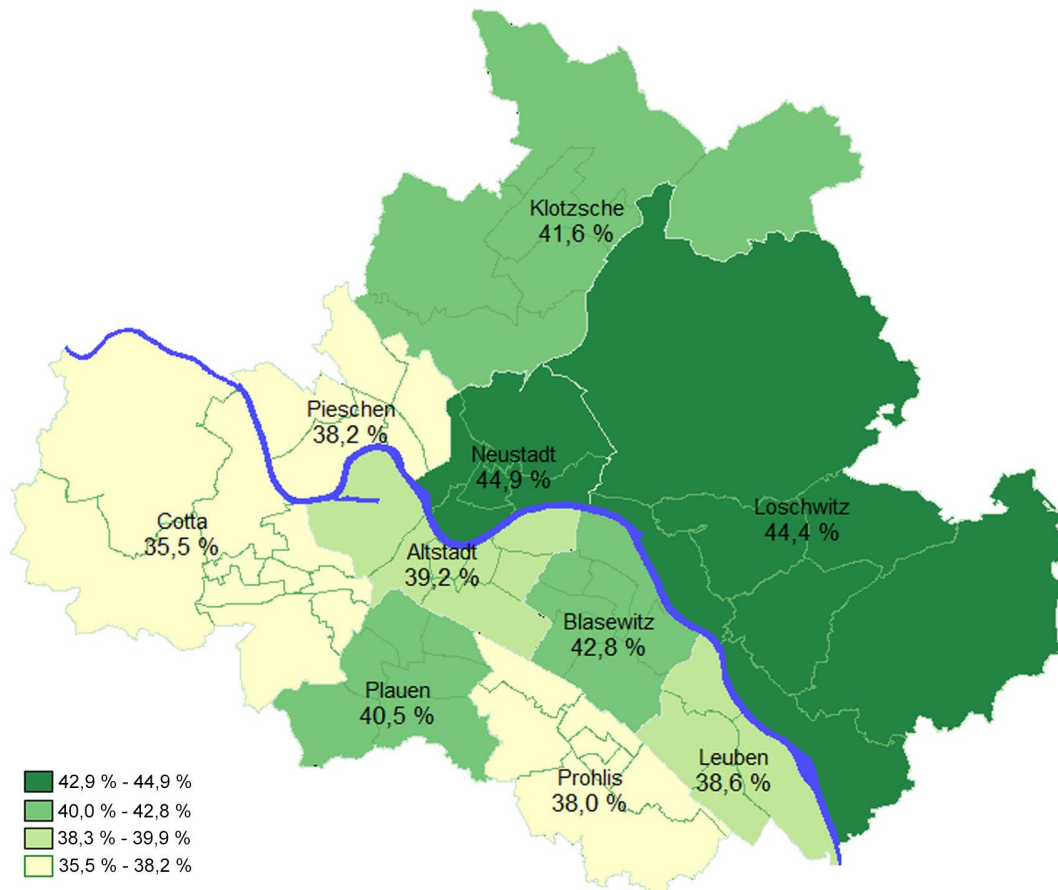 Klotzsche
41,6 %
Pieschen
38,2 %
Neustadt
44,9 %
Loschwitz
44,4 %
Cotta
35,5 %
Altstadt
39,2 %
Blasewitz
42,8 %
Plauen
40,5 %
Leuben
38,6 %
Prohlis
38,0 %
42,9 % - 44,9 %
40,0 % - 42,8 %
38,3 % - 39,9 %
35,5 % - 38,2 %